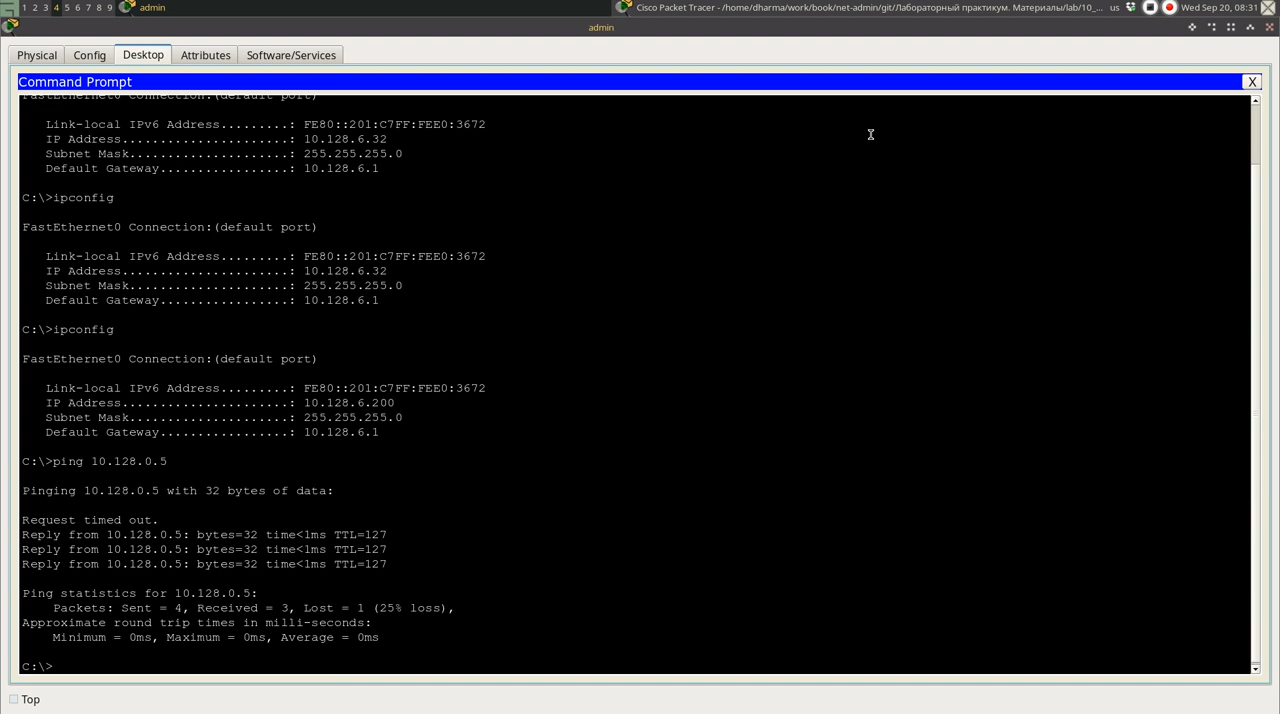 1 2 3 4 5 6 7 8 9 admin Cisco Packet Tracer - /home/dharma/work/book/net-admin/git/Лабораторный практикум. Материалы/lab/10_... us Wed Sep 20, 08:31
admin
Physical Config Desktop Attributes Software/Services
Command Prompt X
FastEthernet0 Connection:(default port)
Link-local IPv6 Address.........: FE80::201:C7FF:FEE0:3672
IP Address......................: 10.128.6.32
Subnet Mask.....................: 255.255.255.0
Default Gateway.................: 10.128.6.1
C:\>ipconfig
FastEthernet0 Connection:(default port)
Link-local IPv6 Address.........: FE80::201:C7FF:FEE0:3672
IP Address......................: 10.128.6.32
Subnet Mask.....................: 255.255.255.0
Default Gateway.................: 10.128.6.1
C:\>ipconfig
FastEthernet0 Connection:(default port)
Link-local IPv6 Address.........: FE80::201:C7FF:FEE0:3672
IP Address......................: 10.128.6.200
Subnet Mask.....................: 255.255.255.0
Default Gateway.................: 10.128.6.1
C:\>ping 10.128.0.5
Pinging 10.128.0.5 with 32 bytes of data:
Request timed out.
Reply from 10.128.0.5: bytes=32 time<1ms TTL=127
Reply from 10.128.0.5: bytes=32 time<1ms TTL=127
Reply from 10.128.0.5: bytes=32 time<1ms TTL=127
Ping statistics for 10.128.0.5:
Packets: Sent = 4, Received = 3, Lost = 1 (25% loss),
Approximate round trip times in milli-seconds:
Minimum = 0ms, Maximum = 0ms, Average = 0ms
C:\>
Top